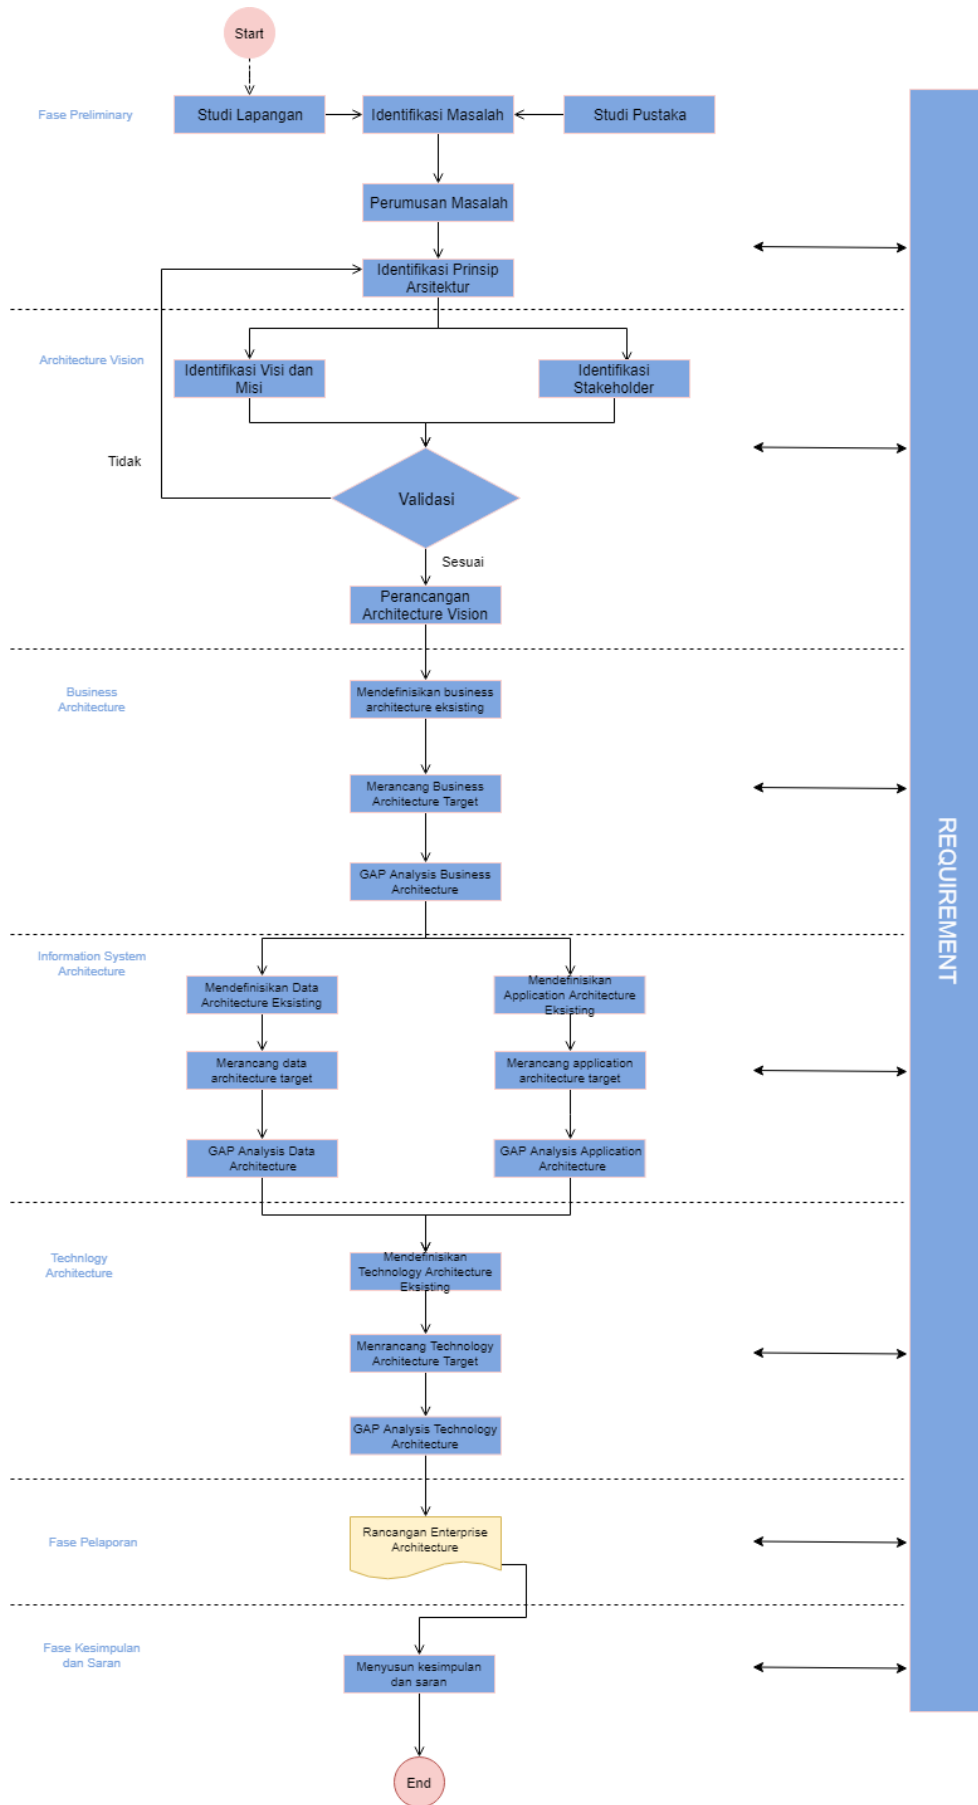 Start
Fase Preliminary
Studi Lapangan
Identifikasi Masalah
Studi Pustaka
Perumusan Masalah
Identifikasi Prinsip
Arsitektur
Architecture Vision
Identifikasi Visi dan
Misi
Identifikasi
Stakeholder
Tidak
Validasi
Sesuai
Perancangan
Architecture Vision
Business
Architecture
Mendefinisikan business
architecture eksisting
Merancang Business
Architecture Target
GAP Analysis Business
Architecture
REQUIREMENT
Information System
Architecture
Mendefinisikan Data
Architecture Eksisting
Mendefinisikan
Application Architecture
Eksisting
Merancang data
architecture target
Merancang application
architecture target
GAP Analysis Data
Architecture
GAP Analysis Application
Architecture
Technlogy
Architecture
Mendefinisikan
Technology Architecture
Eksisting
Menrancang Technology
Architecture Target
GAP Analysis Technology
Architecture
Fase Pelaporan
Rancangan Enterprise
Architecture
Fase Kesimpulan
dan Saran
Menyusun kesimpulan
dan saran
End